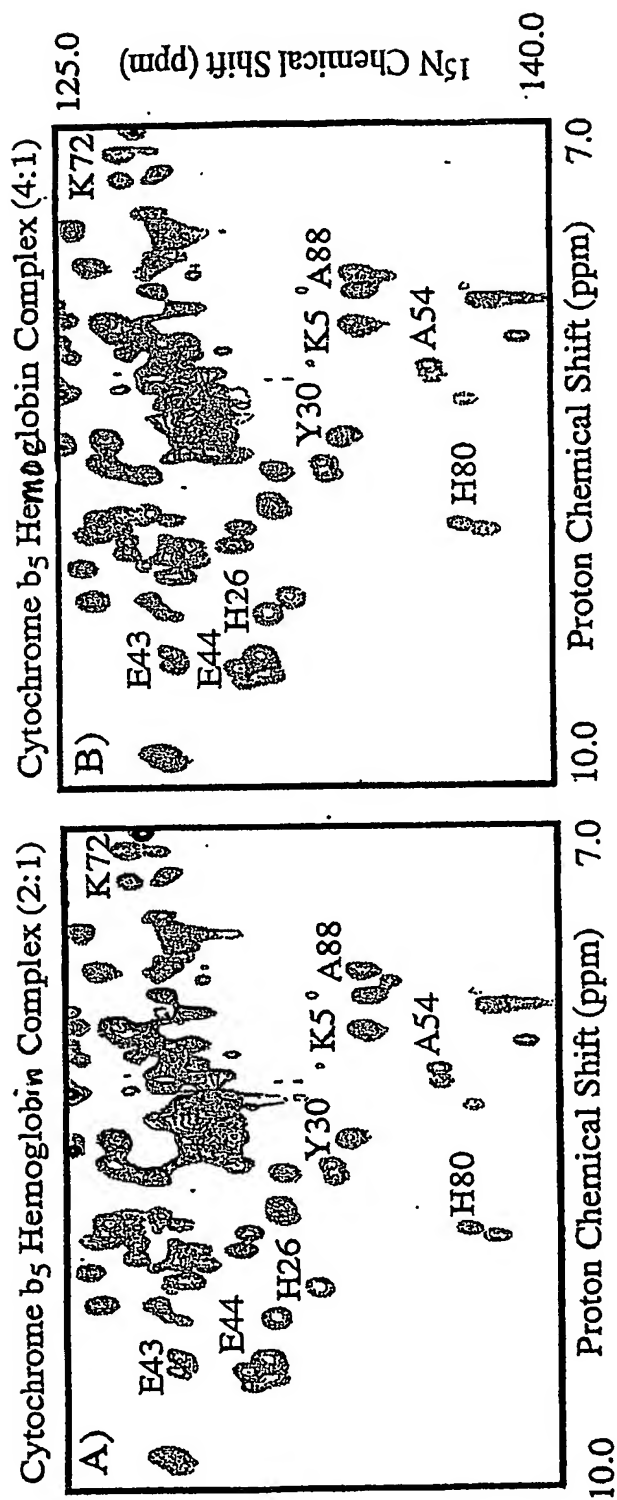 Cytochrome b5 Hemoglobin Complex (2:1)
A)
K72
E43
E44
H26
Y30
K5
A88
A54
H80
10.0
7.0
Proton Chemical Shift (ppm)
Cytochrome b5 Hemoglobin Complex (4:1)
B)
K72
E43
E44
H26
Y30
K5
A88
A54
H80
10.0
7.0
Proton Chemical Shift (ppm)
125.0
15N Chemical Shift (ppm)
140.0